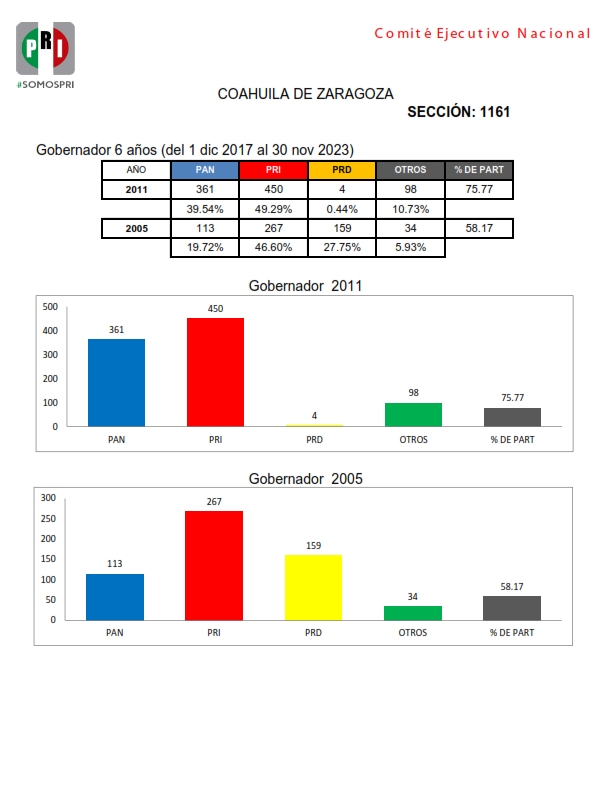 Comité Ejecutivo Nacional
PRI
#SOMOSPRI
COAHUILA DE ZARAGOZA
SECCIÓN: 1161
Gobernador 6 años (del 1 dic 2017 al 30 nov 2023)
AÑO PAN PRI PRD OTROS % DE PART
2011 361 450 4 98 75.77
39.54% 49.29% 0.44% 10.73%
2005 113 267 159 34 58.17
19.72% 46.60% 27.75% 5.93%
Gobernador 2011
500
400
300
200
100
0
361 450 4 98 75.77
PAN PRI PRD OTROS % DE PART
Gobernador 2005
300
250
200
150
100
50
0
113 267 159 34 58.17
PAN PRI PRD OTROS % DE PART